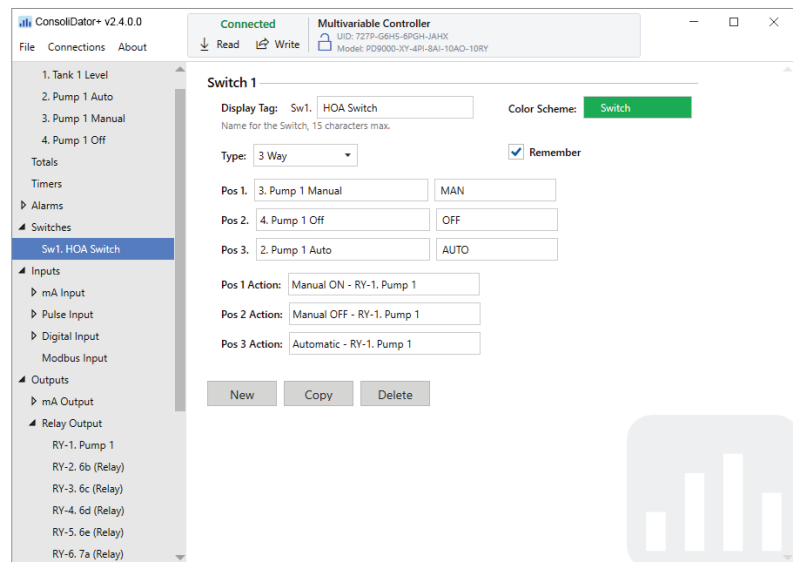 ConsoliDator+ v2.4.0.0
File Connections About
Connected
Read Write
Multivariable Controller
UID: 727P-G6H5-6PGH-JAHX
Model: PD9000-XY-4PI-8AI-10AO-10RY
1. Tank 1 Level
2. Pump 1 Auto
3. Pump 1 Manual
4. Pump 1 Off
Totals
Timers
Alarms
Switches
Sw1. HOA Switch
Inputs
mA Input
Pulse Input
Digital Input
Modbus Input
Outputs
mA Output
Relay Output
RY-1. Pump 1
RY-2. 6b (Relay)
RY-3. 6c (Relay)
RY-4. 6d (Relay)
RY-5. 6e (Relay)
RY-6. 7a (Relay)
Switch 1
Display Tag: Sw1. HOA Switch Color Scheme: Switch
Name for the Switch, 15 characters max.
Type: 3 Way Remember
Pos 1. 3. Pump 1 Manual MAN
Pos 2. 4. Pump 1 Off OFF
Pos 3. 2. Pump 1 Auto AUTO
Pos 1 Action: Manual ON - RY-1. Pump 1
Pos 2 Action: Manual OFF - RY-1. Pump 1
Pos 3 Action: Automatic - RY-1. Pump 1
New Copy Delete